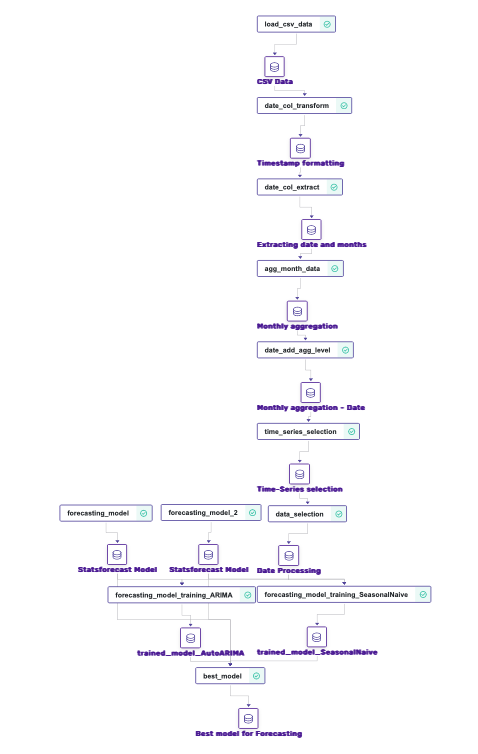 load_csv_data
CSV Data
date_col_transform
Timestamp formatting
date_col_extract
Extracting date and months
agg_month_data
Monthly aggregation
date_add_agg_level
Monthly aggregation - Date
time_series_selection
Time-Series selection
forecasting_model
forecasting_model_2
data_selection
Statsforecast Model
Statsforecast Model
Date Processing
forecasting_model_training_ARIMA
forecasting_model_training_SeasonalNaive
trained_model_AutoARIMA
trained_model_SeasonalNaive
best_model
Best model for Forecasting